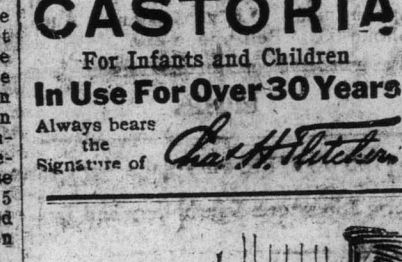 CASTORIA
For Infants and Children
In Use For Over 30 Years
Always bears
the
Signature of
Chas. H. Fletcher